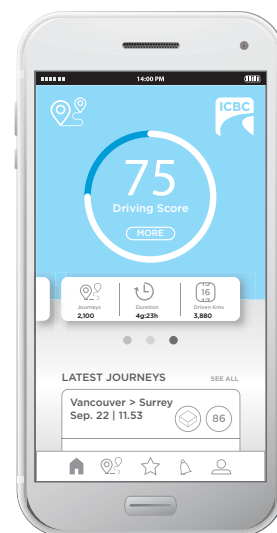 14:00 PM
ICBC
75
Driving Score
MORE
16
Journeys Duration Driven Kms
2,100 4g:23h 3,880
LATEST JOURNEYS SEE ALL
Vancouver > Surrey
Sep. 22 | 11.53
86